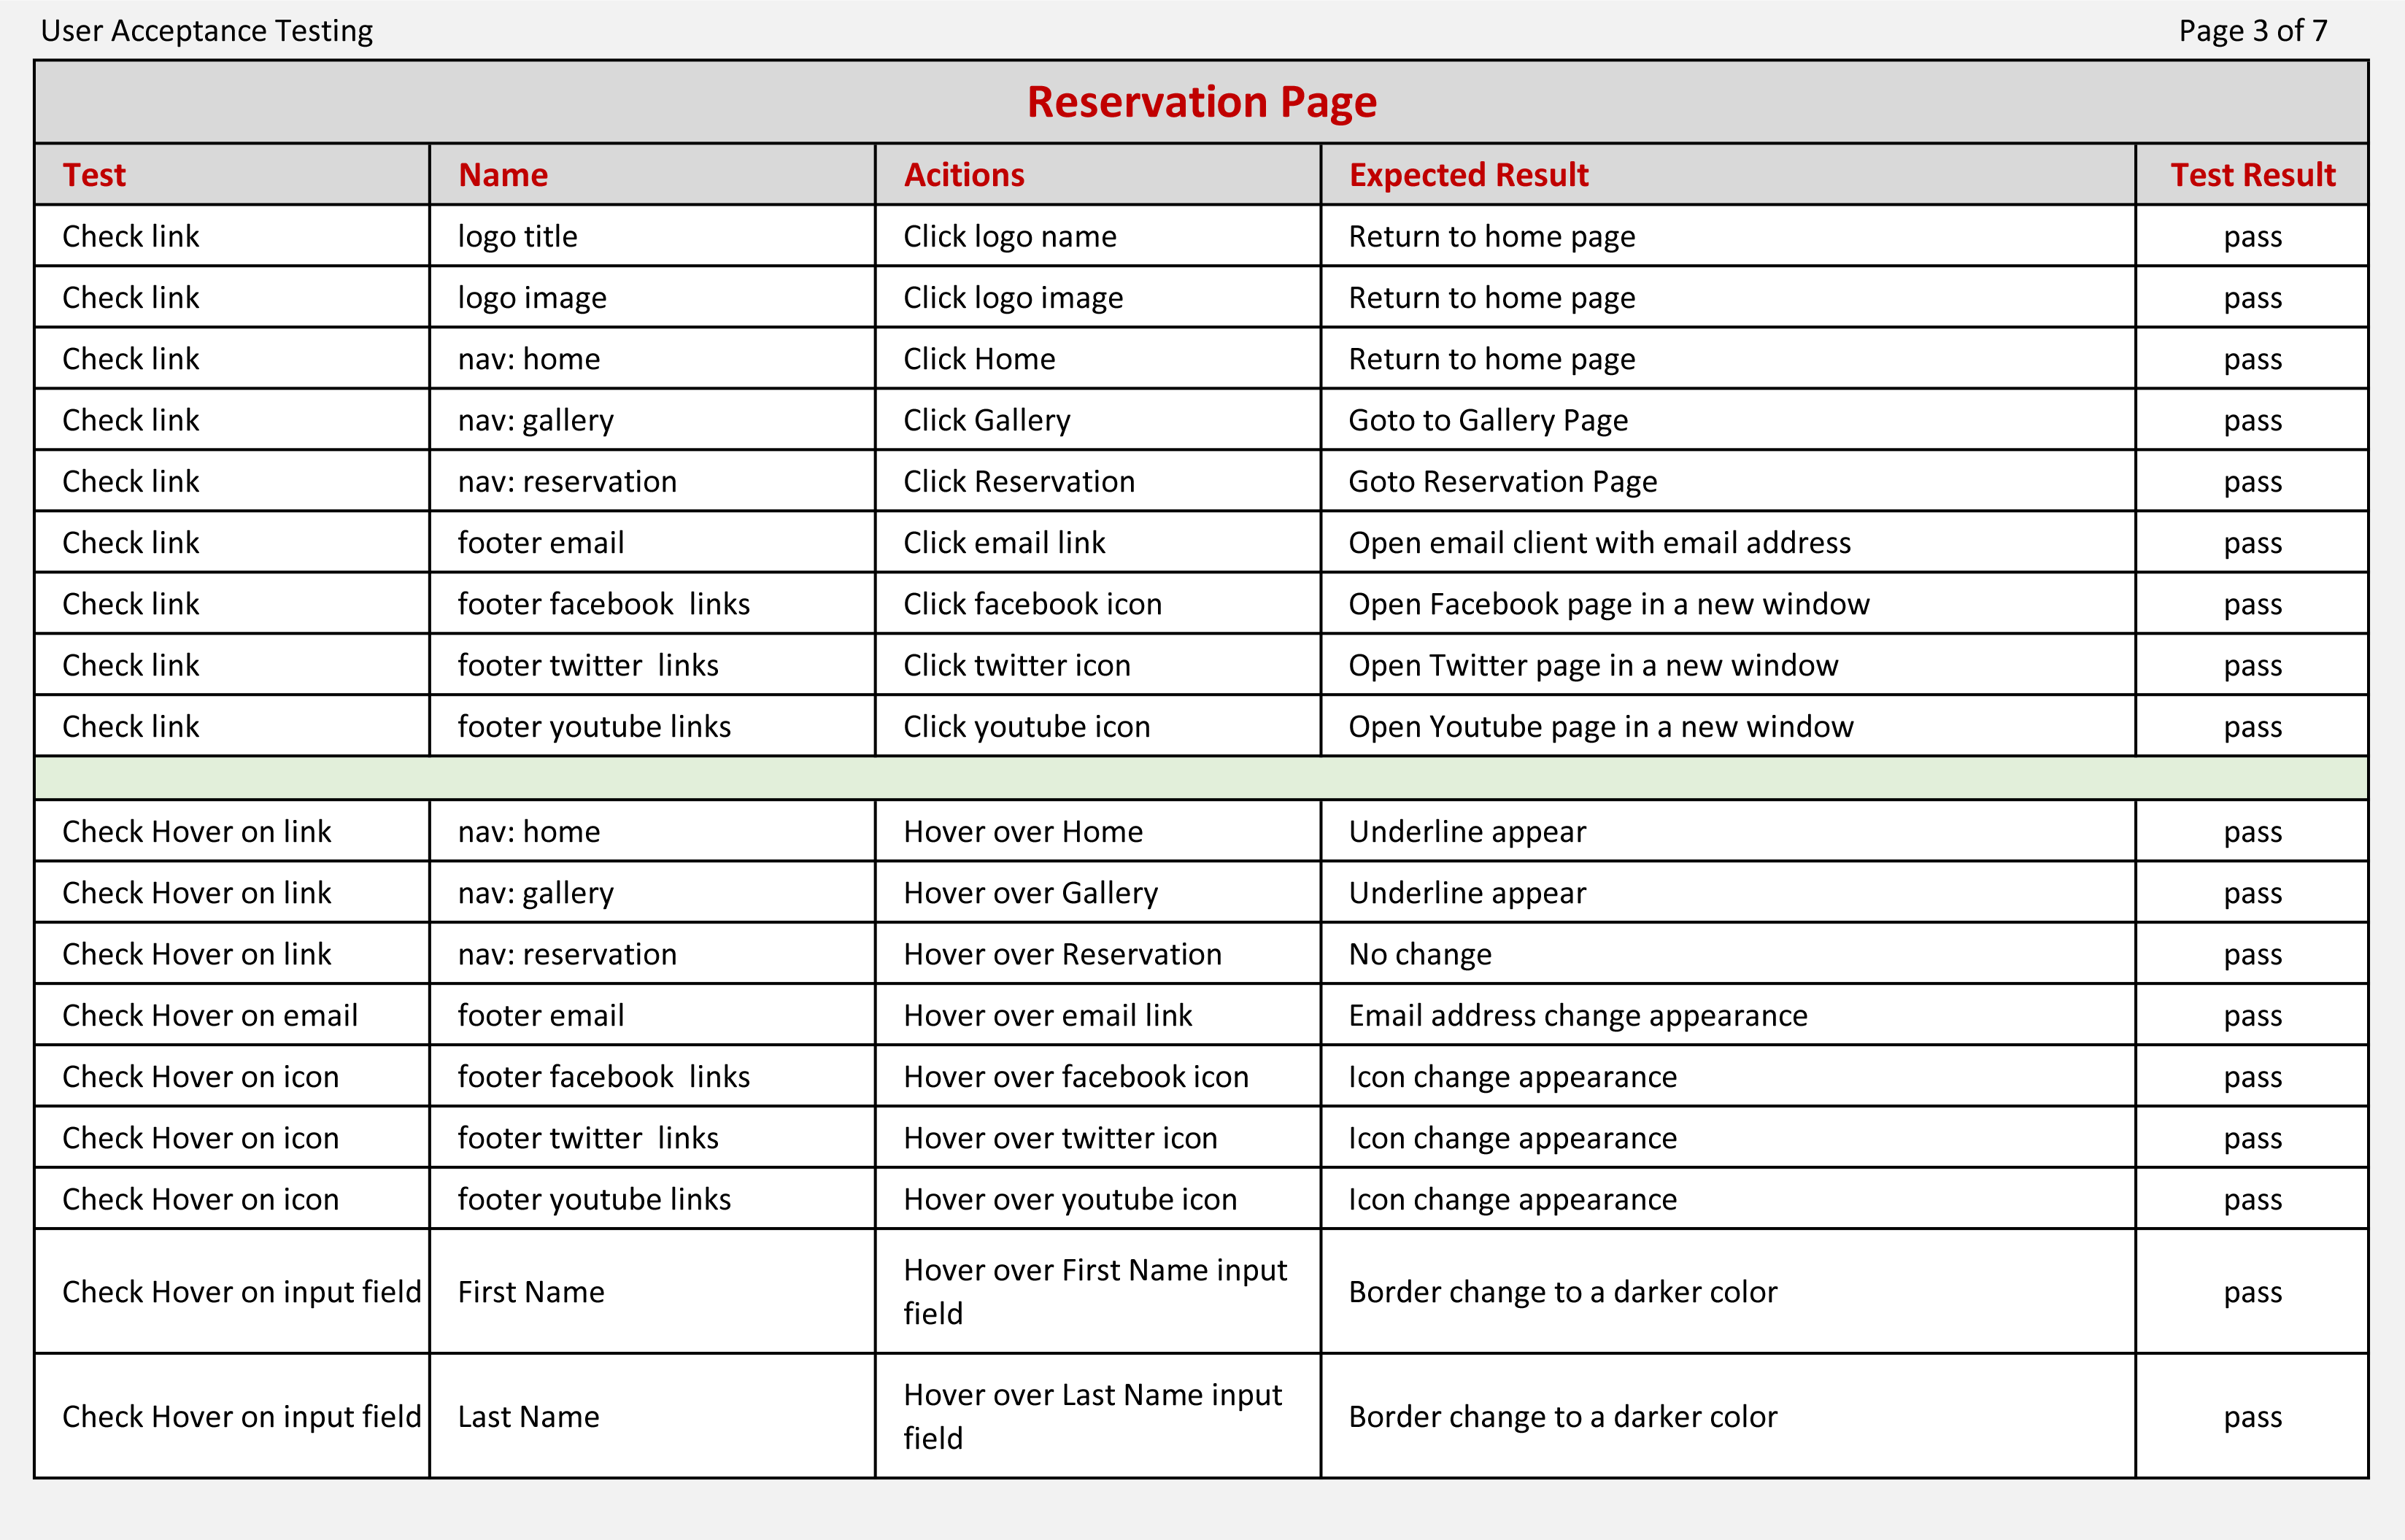 User Acceptance Testing Page 3 of 7
Reservation Page
Test Name Acitions Expected Result Test Result
Check link logo title Click logo name Return to home page pass
Check link logo image Click logo image Return to home page pass
Check link nav: home Click Home Return to home page pass
Check link nav: gallery Click Gallery Goto to Gallery Page pass
Check link nav: reservation Click Reservation Goto Reservation Page pass
Check link footer email Click email link Open email client with email address pass
Check link footer facebook  links Click facebook icon Open Facebook page in a new window pass
Check link footer twitter  links Click twitter icon Open Twitter page in a new window pass
Check link footer youtube links Click youtube icon Open Youtube page in a new window pass
Check Hover on link nav: home Hover over Home Underline appear pass
Check Hover on link nav: gallery Hover over Gallery Underline appear pass
Check Hover on link nav: reservation Hover over Reservation No change pass
Check Hover on email footer email Hover over email link Email address change appearance pass
Check Hover on icon footer facebook  links Hover over facebook icon Icon change appearance pass
Check Hover on icon footer twitter  links Hover over twitter icon Icon change appearance pass
Check Hover on icon footer youtube links Hover over youtube icon Icon change appearance pass
Check Hover on input field First Name Hover over First Name input
field Border change to a darker color pass
Check Hover on input field Last Name Hover over Last Name input
field Border change to a darker color pass